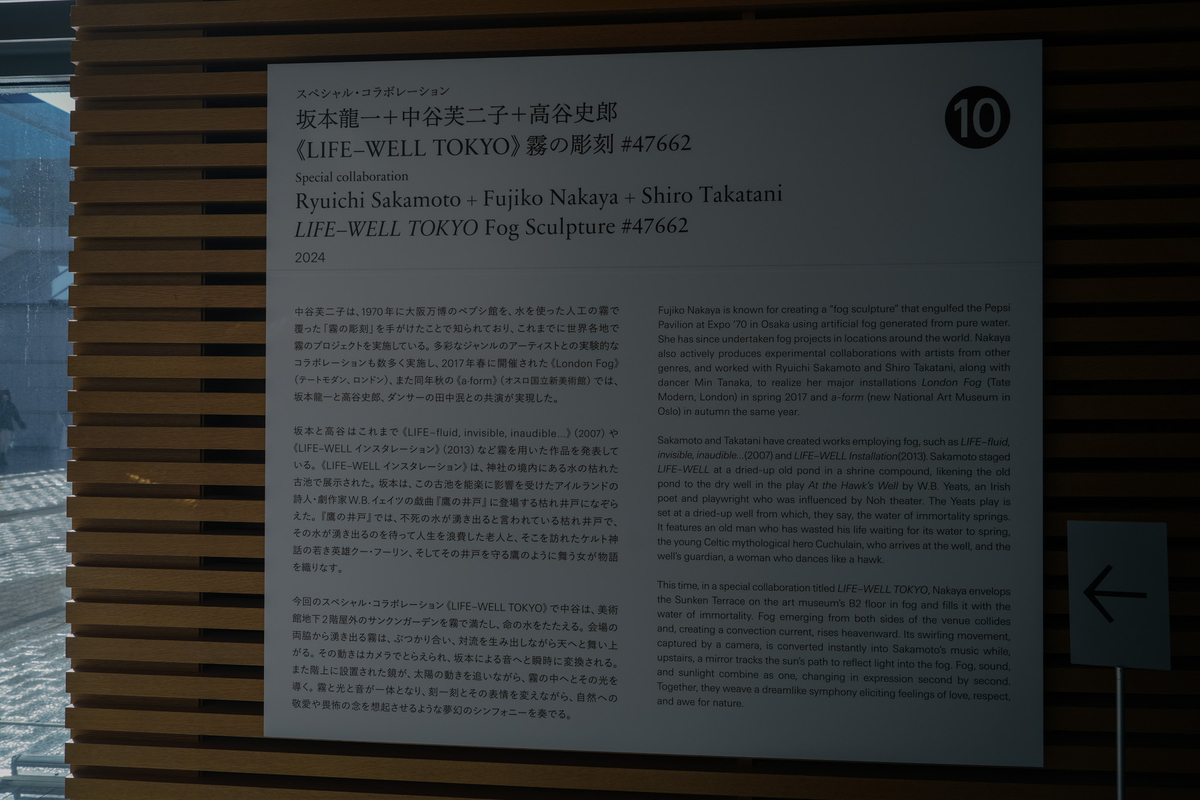 スペシャル・コラボレーション
坂本龍一＋中谷芙二子＋高谷史郎
《LIFE–WELL TOKYO》霧の彫刻 #47662
Special collaboration
Ryuichi Sakamoto + Fujiko Nakaya + Shiro Takatani
LIFE–WELL TOKYO Fog Sculpture #47662
2024
10
中谷芙二子は、1970年に大阪万博のペプシ館を、水を使った人工の霧で
覆った「霧の彫刻」を手がけたことで知られており、これまでに世界各地で
霧のプロジェクトを実施している。多彩なジャンルのアーティストとの実験的な
コラボレーションも数多く実施し、2017年春に開催された《London Fog》
（テートモダン、ロンドン）、また同年秋の《a-form》（オスロ国立新美術館）では、
坂本龍一と高谷史郎、ダンサーの田中泯との共演が実現した。
坂本と高谷はこれまで《LIFE–fluid, invisible, inaudible...》（2007）や
《LIFE–WELL インスタレーション》（2013）など霧を用いた作品を発表して
いる。《LIFE–WELL インスタレーション》は、神社の境内にある水の枯れた
古池で展示された。坂本は、この古池を能楽に影響を受けたアイルランドの
詩人・劇作家W.B.イェイツの戯曲『鷹の井戸』に登場する枯れ井戸になぞら
えた。『鷹の井戸』では、不死の水が湧き出ると言われている枯れ井戸で、
その水が湧き出るのを待って人生を浪費した老人と、そこを訪れたケルト神
話の若き英雄クー・フーリン、そしてその井戸を守る鷹のように舞う女が物語
を織りなす。
今回のスペシャル・コラボレーション《LIFE–WELL TOKYO》で中谷は、美術
館地下2階屋外のサンクンガーデンを霧で満たし、命の水をたたえる。会場の
両脇から湧き出る霧は、ぶつかり合い、対流を生み出しながら天へと舞い上
がる。その動きはカメラでとらえられ、坂本による音へと瞬時に変換される。
また階上に設置された鏡が、太陽の動きを追いながら、霧の中へとその光を
導く。霧と光と音が一体となり、刻一刻とその表情を変えながら、自然への
敬愛や畏怖の念を想起させるような夢幻のシンフォニーを奏でる。
Fujiko Nakaya is known for creating a “fog sculpture” that engulfed the Pepsi
Pavilion at Expo ’70 in Osaka using artificial fog generated from pure water.
She has since undertaken fog projects in locations around the world. Nakaya
also actively produces experimental collaborations with artists from other
genres, and worked with Ryuichi Sakamoto and Shiro Takatani, along with
dancer Min Tanaka, to realize her major installations London Fog (Tate
Modern, London) in spring 2017 and a-form (new National Art Museum in
Oslo) in autumn the same year.
Sakamoto and Takatani have created works employing fog, such as LIFE–fluid,
invisible, inaudible...(2007) and LIFE–WELL Installation(2013). Sakamoto staged
LIFE–WELL at a dried-up old pond in a shrine compound, likening the old
pond to the dry well in the play At the Hawk’s Well by W.B. Yeats, an Irish
poet and playwright who was influenced by Noh theater. The Yeats play is
set at a dried-up well from which, they say, the water of immortality springs.
It features an old man who has wasted his life waiting for its water to spring,
the young Celtic mythological hero Cuchulain, who arrives at the well, and the
well’s guardian, a woman who dances like a hawk.
This time, in a special collaboration titled LIFE–WELL TOKYO, Nakaya envelops
the Sunken Terrace on the art museum’s B2 floor in fog and fills it with the
water of immortality. Fog emerging from both sides of the venue collides
and, creating a convection current, rises heavenward. Its swirling movement,
captured by a camera, is converted instantly into Sakamoto’s music while,
upstairs, a mirror tracks the sun’s path to reflect light into the fog. Fog, sound,
and sunlight combine as one, changing in expression second by second.
Together, they weave a dreamlike symphony eliciting feelings of love, respect,
and awe for nature.